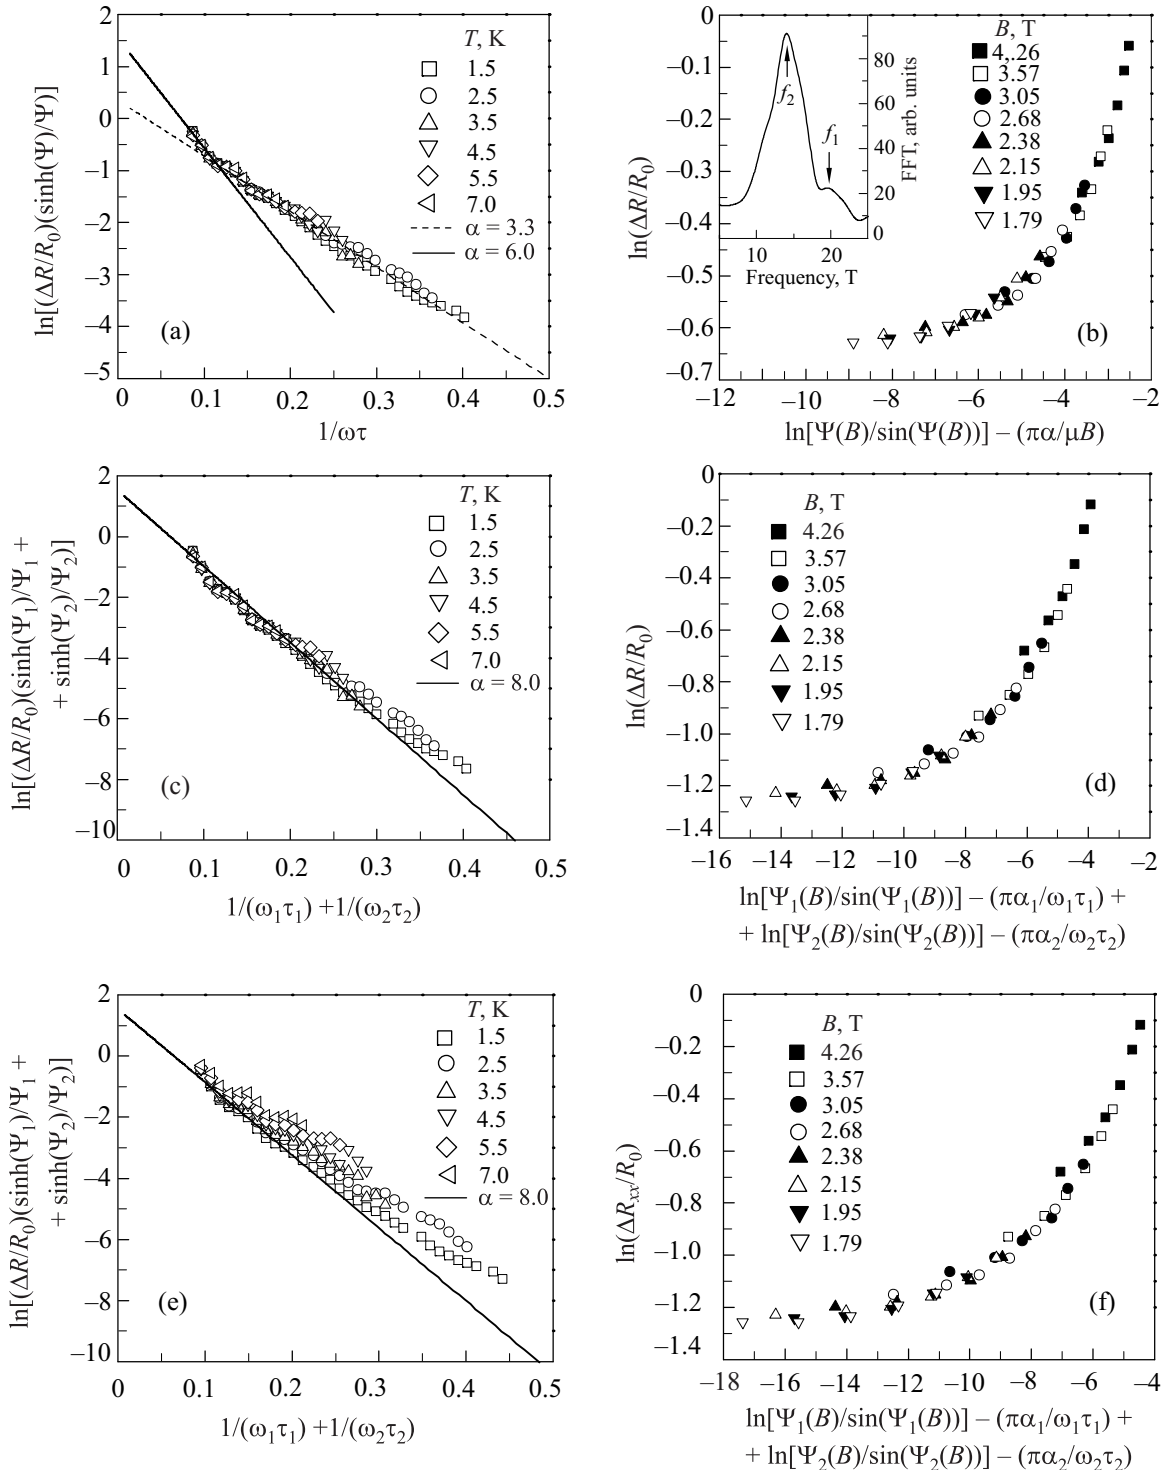 2
1
0
–1
–2
–3
–4
–5
ln[(ΔR/R₀)(sinh(Ψ)/Ψ)]
T, K
1.5
2.5
3.5
4.5
5.5
7.0
α = 3.3
α = 6.0
(a)
0 0.1 0.2 0.3 0.4 0.5
1/ωτ
0
–0.1
–0.2
–0.3
–0.4
–0.5
–0.6
–0.7
ln(ΔR/R₀)
f₂
f₁
80
60
40
20
0
FFT, arb. units
10 20
Frequency, T
B, T
4,.26
3.57
3.05
2.68
2.38
2.15
1.95
1.79
(b)
–12 –10 –8 –6 –4 –2
ln[Ψ(B)/sin(Ψ(B))] – (πα/μB)
2
0
–2
–4
–6
–8
–10
ln[(ΔR/R₀)(sinh(Ψ₁)/Ψ₁ +
+ sinh(Ψ₂)/Ψ₂)]
T, K
1.5
2.5
3.5
4.5
5.5
7.0
α = 8.0
(c)
0 0.1 0.2 0.3 0.4 0.5
1/(ω₁τ₁) +1/(ω₂τ₂)
0
–0.2
–0.4
–0.6
–0.8
–1.0
–1.2
–1.4
ln(ΔR/R₀)
B, T
4.26
3.57
3.05
2.68
2.38
2.15
1.95
1.79
(d)
–16 –14 –12 –10 –8 –6 –4 –2
ln[Ψ₁(B)/sin(Ψ₁(B))] – (πα₁/ω₁τ₁) +
+ ln[Ψ₂(B)/sin(Ψ₂(B))] – (πα₂/ω₂τ₂)
2
0
–2
–4
–6
–8
–10
ln[(ΔR/R₀)(sinh(Ψ₁)/Ψ₁ +
+ sinh(Ψ₂)/Ψ₂)]
T, K
1.5
2.5
3.5
4.5
5.5
7.0
α = 8.0
(e)
0 0.1 0.2 0.3 0.4 0.5
1/(ω₁τ₁) +1/(ω₂τ₂)
0
–0.2
–0.4
–0.6
–0.8
–1.0
–1.2
–1.4
ln(ΔRₓₓ/R₀)
B, T
4.26
3.57
3.05
2.68
2.38
2.15
1.95
1.79
(f)
–18 –16 –14 –12 –10 –8 –6 –4
ln[Ψ₁(B)/sin(Ψ₁(B))] – (πα₁/ω₁τ₁) +
+ ln[Ψ₂(B)/sin(Ψ₂(B))] – (πα₂/ω₂τ₂)